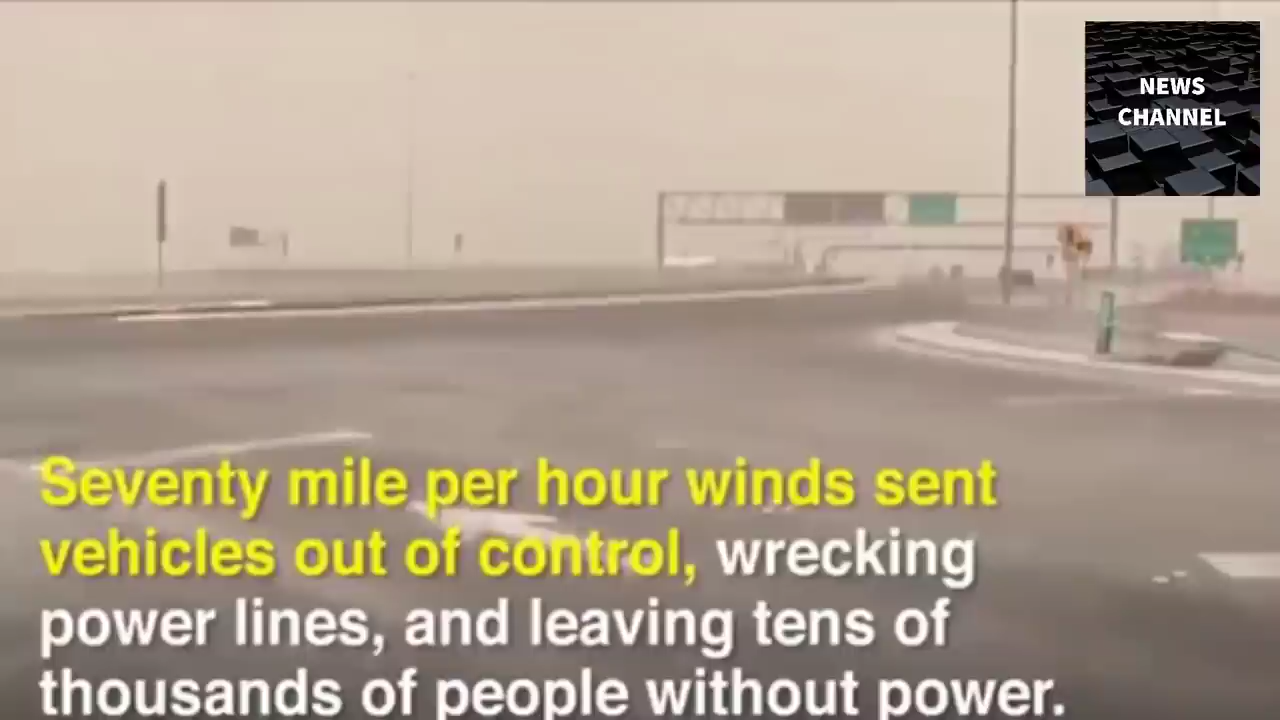 NEWS
CHANNEL
Seventy mile per hour winds sent
vehicles out of control, wrecking
power lines, and leaving tens of
thousands of people without power.